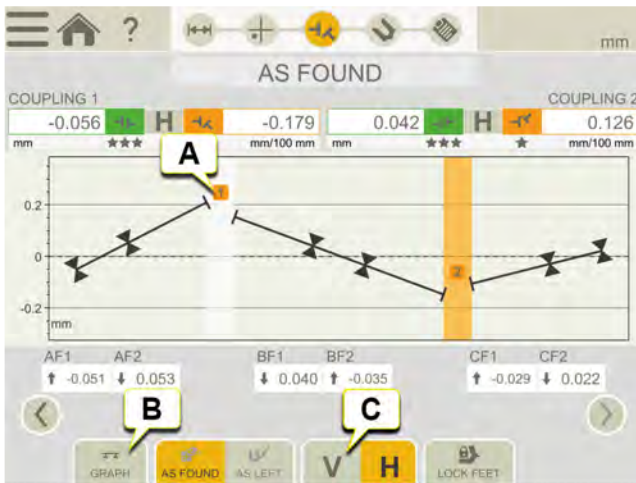 ?
mm
AS FOUND
COUPLING 1
COUPLING 2
-0.056 H -0.179
0.042 H 0.126
mm ★★★ mm/100 mm
mm ★★★ ★ mm/100 mm
A
1
0.2
0
2
-0.2
mm
AF1 AF2 BF1 BF2 CF1 CF2
↑ -0.051 ↓ 0.053 ↓ 0.040 ↑ -0.035 ↑ -0.029 ↓ 0.022
B C
GRAPH AS FOUND AS LEFT V H LOCK FEET